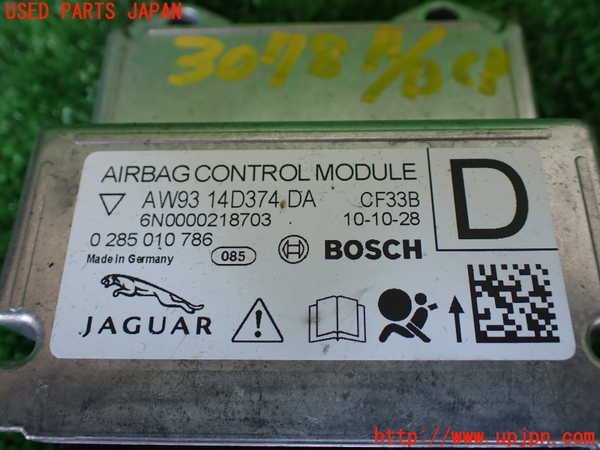 USED PARTS JAPAN
3078
AIRBAG CONTROL MODULE
AW93 14D374 DA CF33B
6N0000218703 10-10-28
0 285 010 786
Made in Germany 085 BOSCH
D
JAGUAR
http://www.upjpn.com